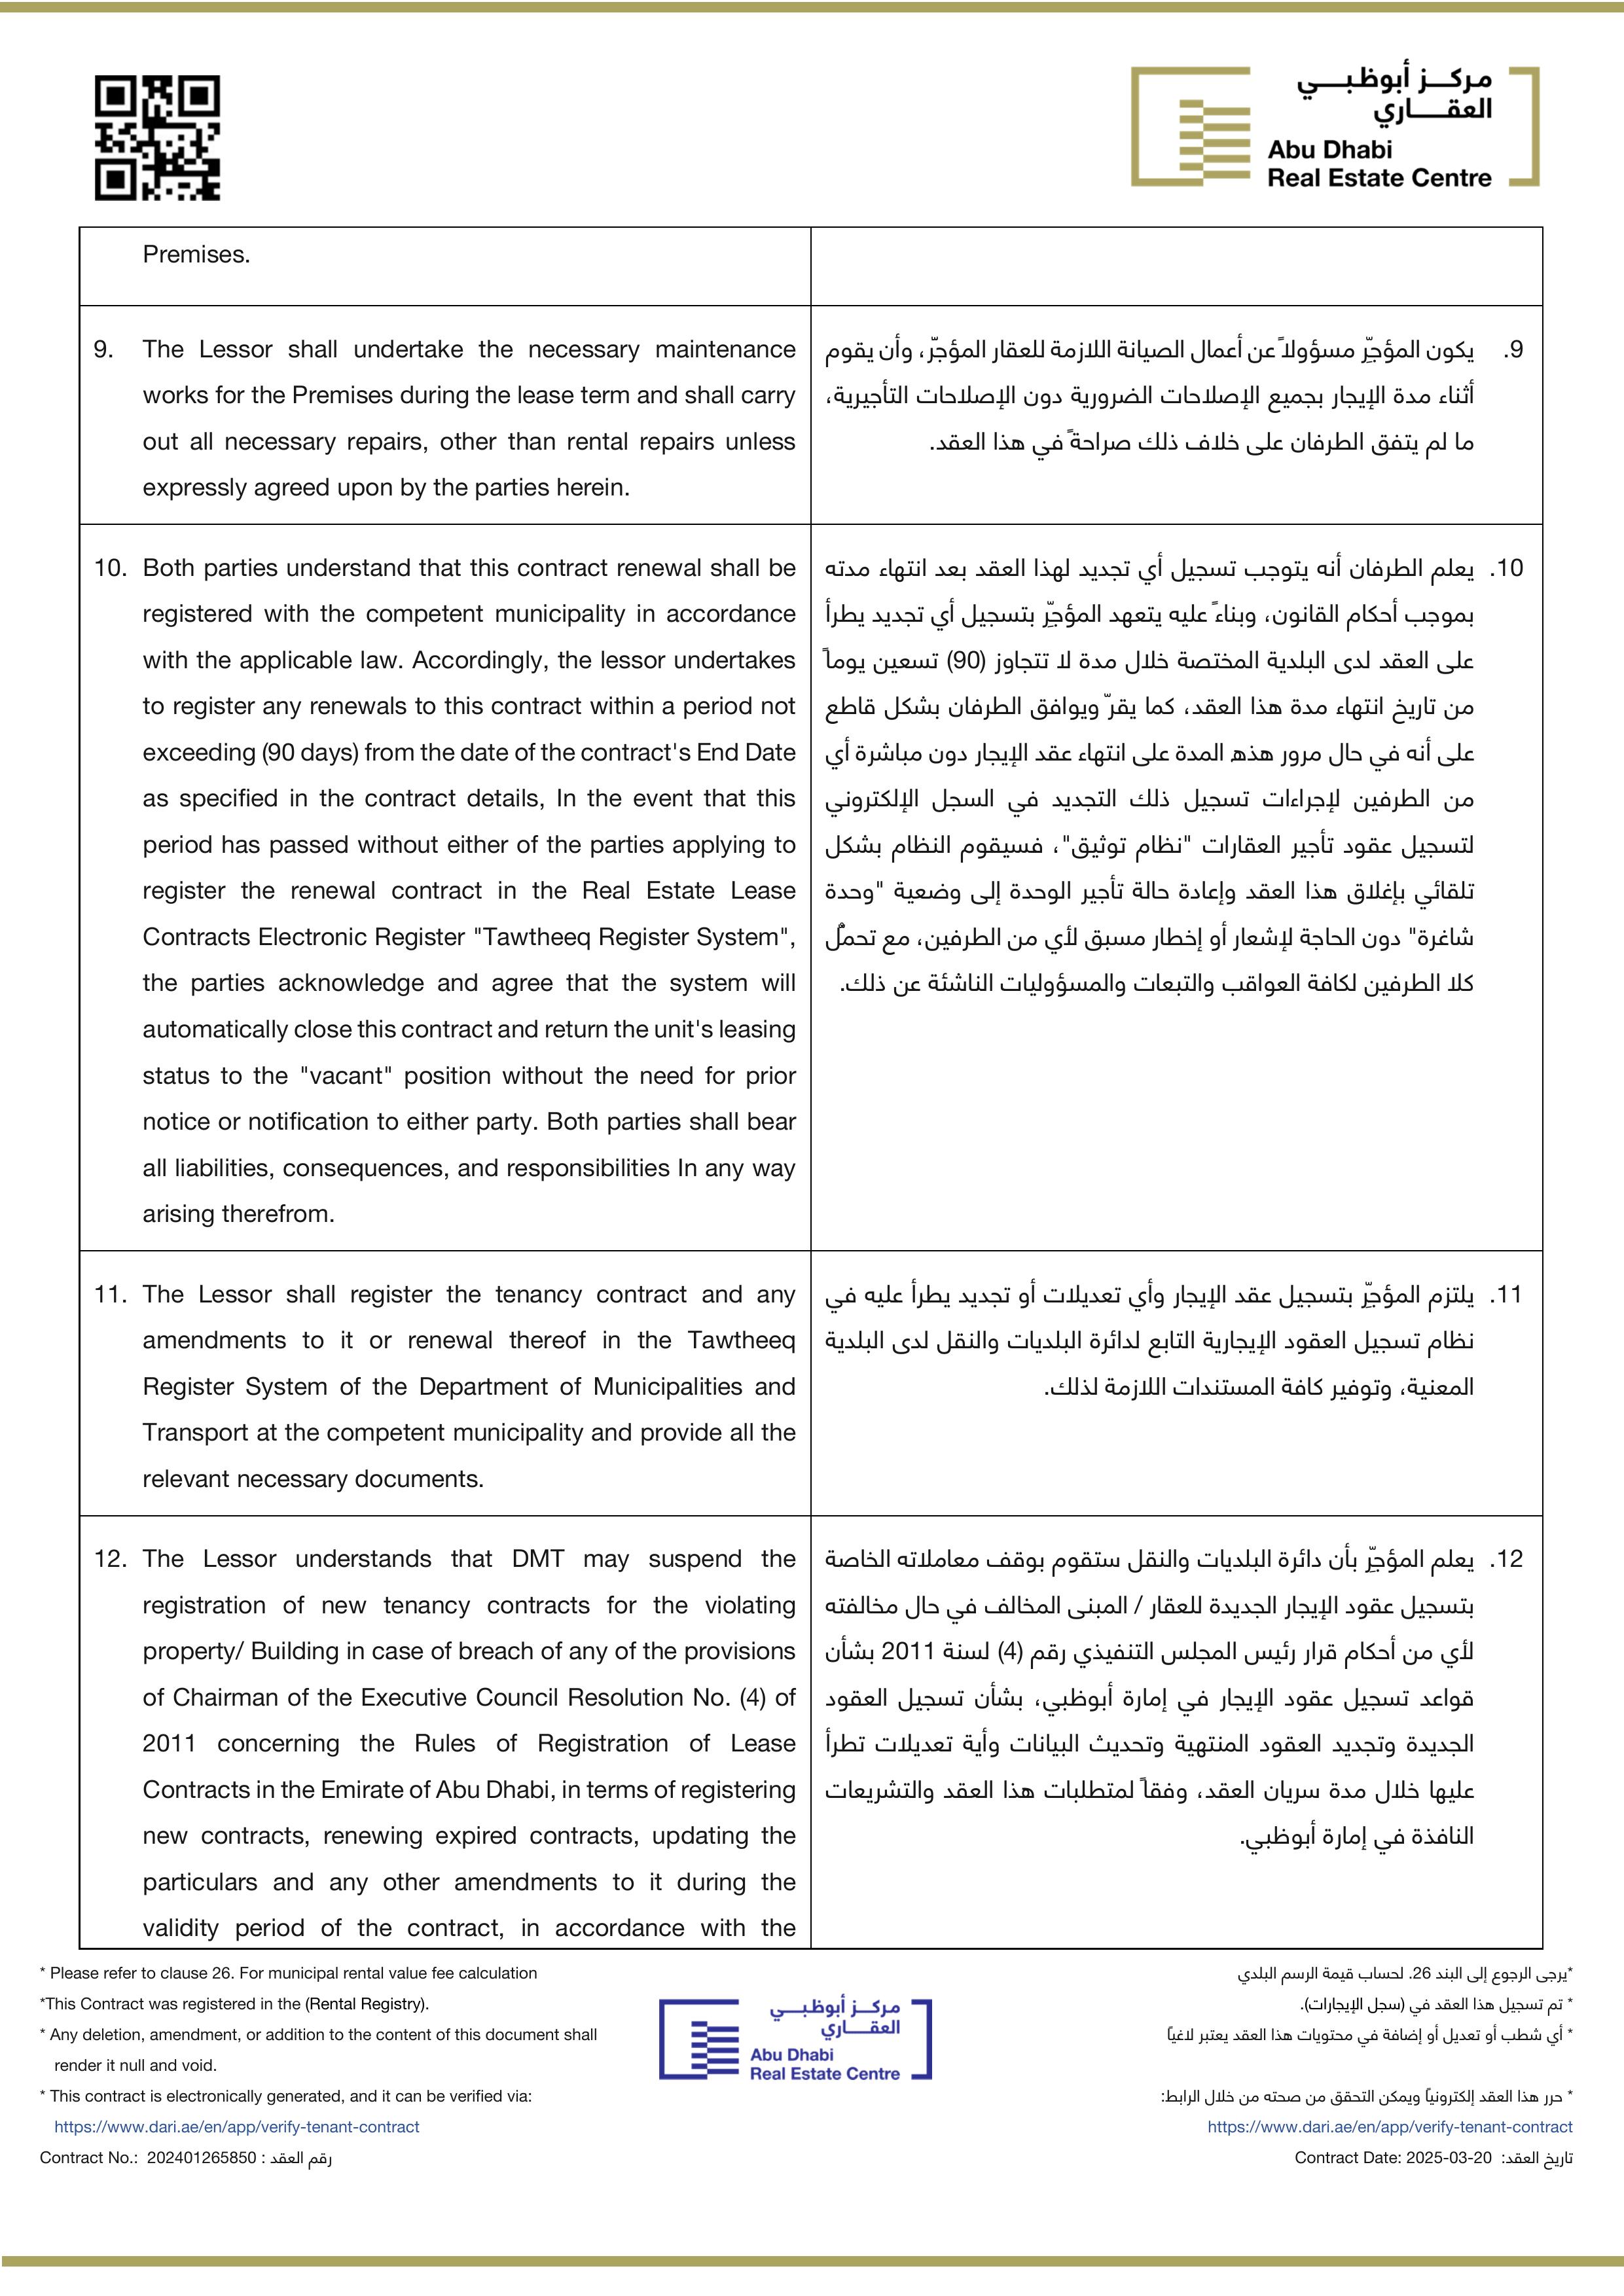 مركــز أبوظبــي
العقـــاري
Abu Dhabi
Real Estate Centre
Premises.
9. The Lessor shall undertake the necessary maintenance
works for the Premises during the lease term and shall carry
out all necessary repairs, other than rental repairs unless
expressly agreed upon by the parties herein.
9. يكون المؤجِّر مسؤولاً عن أعمال الصيانة اللازمة للعقار المؤجّر، وأن يقوم
أثناء مدة الإيجار بجميع الإصلاحات الضرورية دون الإصلاحات التأجيرية،
ما لم يتفق الطرفان على خلاف ذلك صراحةً في هذا العقد.
10. Both parties understand that this contract renewal shall be
registered with the competent municipality in accordance
with the applicable law. Accordingly, the lessor undertakes
to register any renewals to this contract within a period not
exceeding (90 days) from the date of the contract's End Date
as specified in the contract details, In the event that this
period has passed without either of the parties applying to
register the renewal contract in the Real Estate Lease
Contracts Electronic Register "Tawtheeq Register System",
the parties acknowledge and agree that the system will
automatically close this contract and return the unit's leasing
status to the "vacant" position without the need for prior
notice or notification to either party. Both parties shall bear
all liabilities, consequences, and responsibilities In any way
arising therefrom.
10. يعلم الطرفان أنه يتوجب تسجيل أي تجديد لهذا العقد بعد انتهاء مدته
بموجب أحكام القانون، وبناءً عليه يتعهد المؤجِّر بتسجيل أي تجديد يطرأ
على العقد لدى البلدية المختصة خلال مدة لا تتجاوز (90) تسعين يوماً
من تاريخ انتهاء مدة هذا العقد، كما يقرّ ويوافق الطرفان بشكل قاطع
على أنه في حال مرور هذه المدة على انتهاء عقد الإيجار دون مباشرة أي
من الطرفين لإجراءات تسجيل ذلك التجديد في السجل الإلكتروني
لتسجيل عقود تأجير العقارات "نظام توثيق"، فسيقوم النظام بشكل
تلقائي بإغلاق هذا العقد وإعادة حالة تأجير الوحدة إلى وضعية "وحدة
شاغرة" دون الحاجة لإشعار أو إخطار مسبق لأي من الطرفين، مع تحمُّل
كلا الطرفين لكافة العواقب والتبعات والمسؤوليات الناشئة عن ذلك.
11. The Lessor shall register the tenancy contract and any
amendments to it or renewal thereof in the Tawtheeq
Register System of the Department of Municipalities and
Transport at the competent municipality and provide all the
relevant necessary documents.
11. يلتزم المؤجِّر بتسجيل عقد الإيجار وأي تعديلات أو تجديد يطرأ عليه في
نظام تسجيل العقود الإيجارية التابع لدائرة البلديات والنقل لدى البلدية
المعنية، وتوفير كافة المستندات اللازمة لذلك.
12. The Lessor understands that DMT may suspend the
registration of new tenancy contracts for the violating
property/ Building in case of breach of any of the provisions
of Chairman of the Executive Council Resolution No. (4) of
2011 concerning the Rules of Registration of Lease
Contracts in the Emirate of Abu Dhabi, in terms of registering
new contracts, renewing expired contracts, updating the
particulars and any other amendments to it during the
validity period of the contract, in accordance with the
12. يعلم المؤجِّر بأن دائرة البلديات والنقل ستقوم بوقف معاملاته الخاصة
بتسجيل عقود الإيجار الجديدة للعقار / المبنى المخالف في حال مخالفته
لأي من أحكام قرار رئيس المجلس التنفيذي رقم (4) لسنة 2011 بشأن
قواعد تسجيل عقود الإيجار في إمارة أبوظبي، بشأن تسجيل العقود
الجديدة وتجديد العقود المنتهية وتحديث البيانات وأية تعديلات تطرأ
عليها خلال مدة سريان العقد، وفقاً لمتطلبات هذا العقد والتشريعات
النافذة في إمارة أبوظبي.
* Please refer to clause 26. For municipal rental value fee calculation
*This Contract was registered in the (Rental Registry).
* Any deletion, amendment, or addition to the content of this document shall
render it null and void.
* This contract is electronically generated, and it can be verified via:
https://www.dari.ae/en/app/verify-tenant-contract
Contract No.: 202401265850 : رقم العقد
مركــز أبوظبــي
العقـــاري
Abu Dhabi
Real Estate Centre
*يرجى الرجوع إلى البند 26. لحساب قيمة الرسم البلدي
* تم تسجيل هذا العقد في (سجل الإيجارات).
* أي شطب أو تعديل أو إضافة في محتويات هذا العقد يعتبر لاغياً
* حرر هذا العقد إلكترونياً ويمكن التحقق من صحته من خلال الرابط:
https://www.dari.ae/en/app/verify-tenant-contract
Contract Date: 2025-03-20 :تاريخ العقد